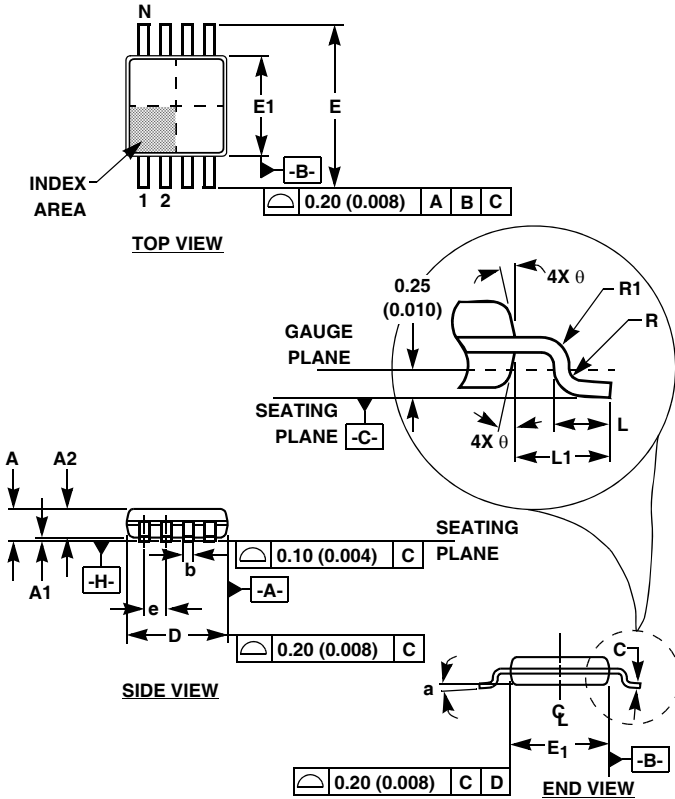 N
E1
E
-B-
INDEX
AREA
1 2
0.20 (0.008) A B C
TOP VIEW
0.25
(0.010)
4X θ
R1
R
GAUGE
PLANE
SEATING
PLANE
-C-
4X θ
L
L1
A A2
SEATING
PLANE
0.10 (0.004) C
b
-H-
A1
-A-
e
D
0.20 (0.008) C
SIDE VIEW
C
a
CL
E1
-B-
0.20 (0.008) C D
END VIEW